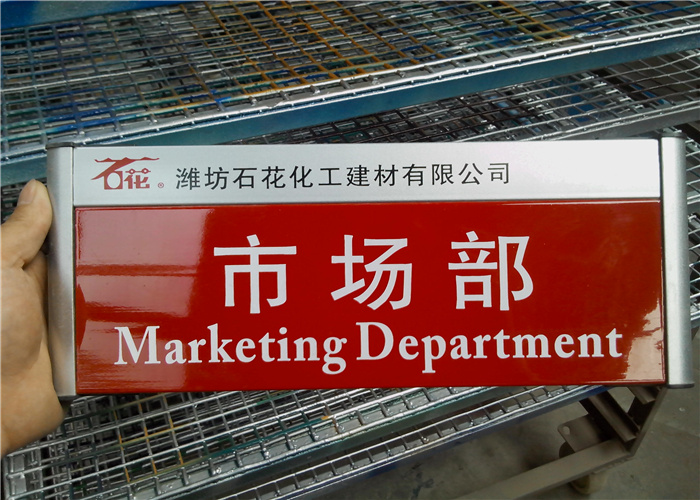 石花® 潍坊石花化工建材有限公司
市场部
Marketing Department